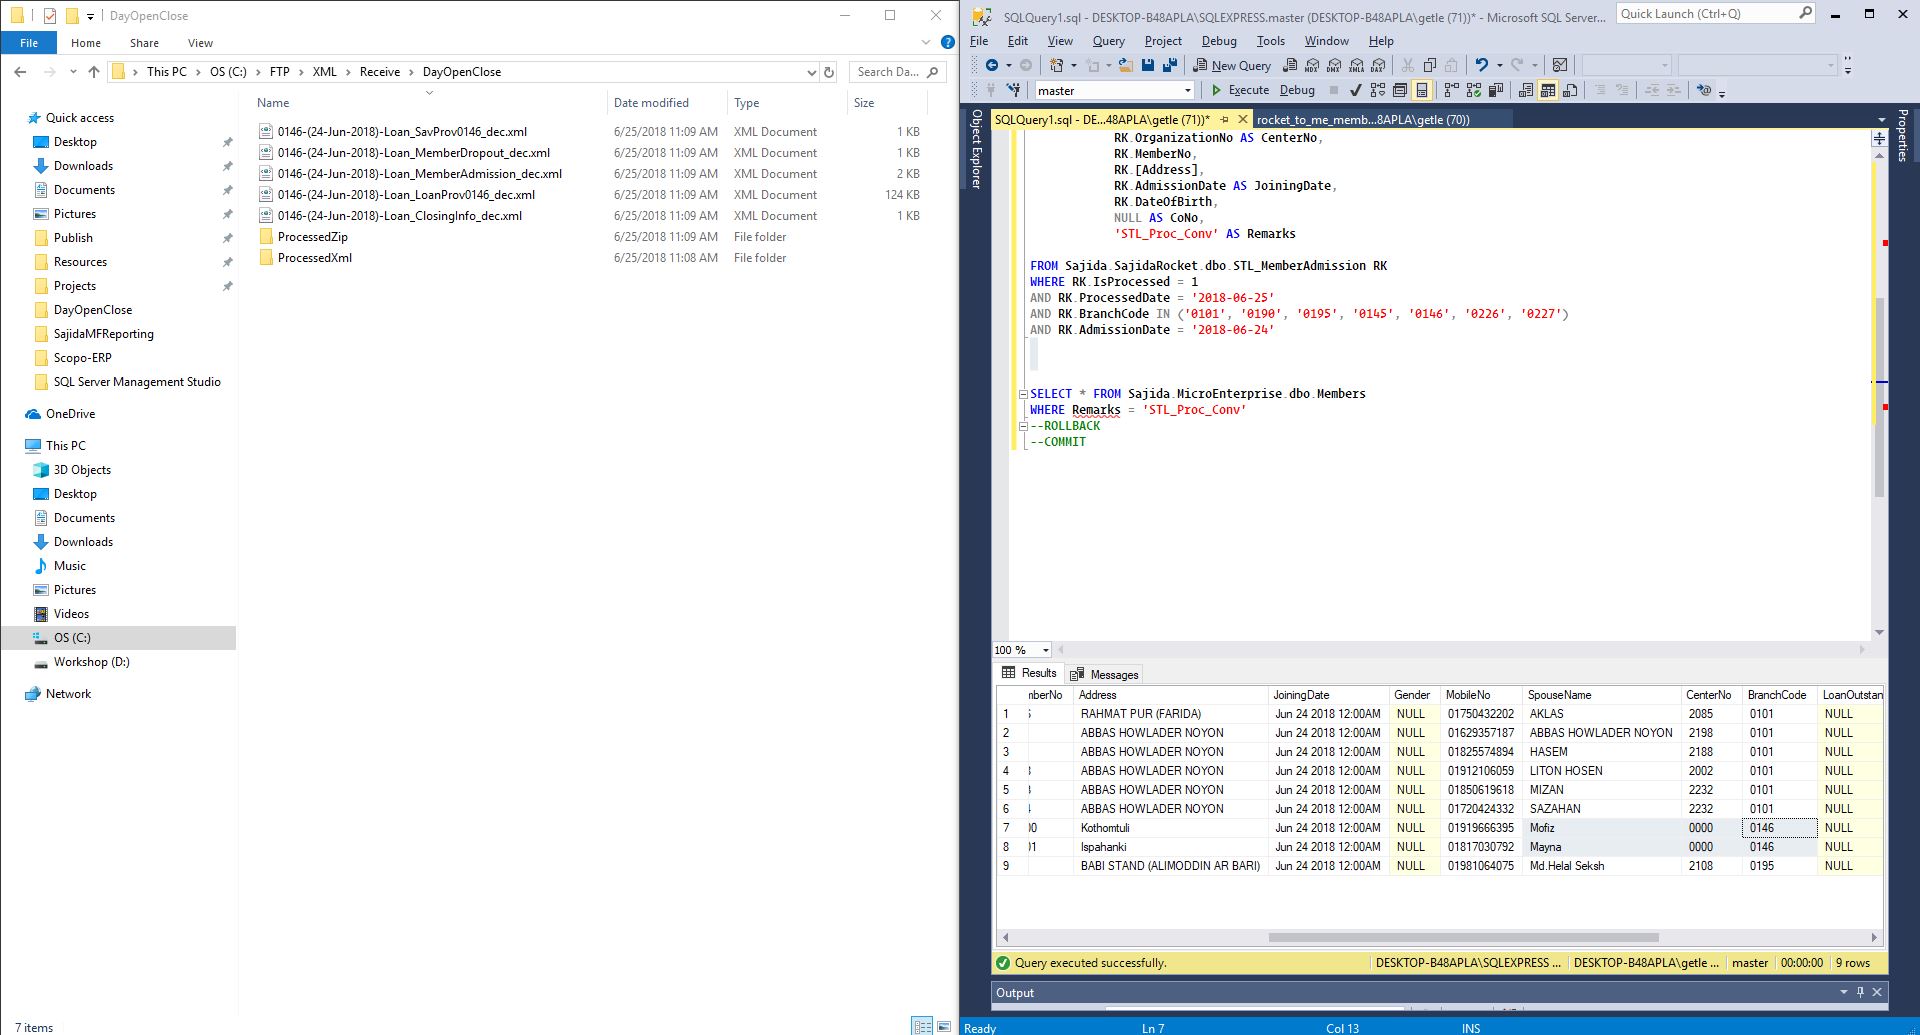 DayOpenClose
File Home Share View
This PC OS (C:) FTP XML Receive DayOpenClose
Search Da...
Quick access
Desktop
Downloads
Documents
Pictures
Publish
Resources
Projects
DayOpenClose
SajidaMFReporting
Scopo-ERP
SQL Server Management Studio
OneDrive
This PC
3D Objects
Desktop
Documents
Downloads
Music
Pictures
Videos
OS (C:)
Workshop (D:)
Network
Name Date modified Type Size
0146-(24-Jun-2018)-Loan_SavProv0146_dec.xml 6/25/2018 11:09 AM XML Document 1 KB
0146-(24-Jun-2018)-Loan_MemberDropout_dec.xml 6/25/2018 11:09 AM XML Document 1 KB
0146-(24-Jun-2018)-Loan_MemberAdmission_dec.xml 6/25/2018 11:09 AM XML Document 2 KB
0146-(24-Jun-2018)-Loan_LoanProv0146_dec.xml 6/25/2018 11:09 AM XML Document 124 KB
0146-(24-Jun-2018)-Loan_ClosingInfo_dec.xml 6/25/2018 11:09 AM XML Document 1 KB
ProcessedZip 6/25/2018 11:09 AM File folder
ProcessedXml 6/25/2018 11:08 AM File folder
7 items
SQLQuery1.sql - DESKTOP-B48APLA\SQLEXPRESS.master (DESKTOP-B48APLA\getle (71))* - Microsoft SQL Server...
Quick Launch (Ctrl+Q)
File Edit View Query Project Debug Tools Window Help
New Query
MDX DMX XMLA DAX
master Execute Debug
Object Explorer
Properties
SQLQuery1.sql - DE...48APLA\getle (71))* rocket_to_me_memb...8APLA\getle (70))
RK.OrganizationNo AS CenterNo,
RK.MemberNo,
RK.[Address],
RK.AdmissionDate AS JoiningDate,
RK.DateOfBirth,
NULL AS CoNo,
'STL_Proc_Conv' AS Remarks
FROM Sajida.SajidaRocket.dbo.STL_MemberAdmission RK
WHERE RK.IsProcessed = 1
AND RK.ProcessedDate = '2018-06-25'
AND RK.BranchCode IN ('0101', '0190', '0195', '0145', '0146', '0226', '0227')
AND RK.AdmissionDate = '2018-06-24'
SELECT * FROM Sajida.MicroEnterprise.dbo.Members
WHERE Remarks = 'STL_Proc_Conv'
--ROLLBACK
--COMMIT
100 %
Results Messages
Address JoiningDate Gender MobileNo SpouseName CenterNo BranchCode LoanOutstan
1 RAHMAT PUR (FARIDA) Jun 24 2018 12:00AM NULL 01750432202 AKLAS 2085 0101 NULL
2 ABBAS HOWLADER NOYON Jun 24 2018 12:00AM NULL 01629357187 ABBAS HOWLADER NOYON 2198 0101 NULL
3 ABBAS HOWLADER NOYON Jun 24 2018 12:00AM NULL 01825574894 HASEM 2188 0101 NULL
4 ABBAS HOWLADER NOYON Jun 24 2018 12:00AM NULL 01912106059 LITON HOSEN 2002 0101 NULL
5 ABBAS HOWLADER NOYON Jun 24 2018 12:00AM NULL 01850619618 MIZAN 2232 0101 NULL
6 ABBAS HOWLADER NOYON Jun 24 2018 12:00AM NULL 01720424332 SAZAHAN 2232 0101 NULL
7 00 Kothomtuli Jun 24 2018 12:00AM NULL 01919666395 Mofiz 0000 0146 NULL
8 01 Ispahanki Jun 24 2018 12:00AM NULL 01817030792 Mayna 0000 0146 NULL
9 BABI STAND (ALIMODDIN AR BARI) Jun 24 2018 12:00AM NULL 01981064075 Md.Helal Seksh 2108 0195 NULL
Query executed successfully. DESKTOP-B48APLA\SQLEXPRESS ... DESKTOP-B48APLA\getle ... master 00:00:00 9 rows
Output
Ready Ln 7 Col 13 INS